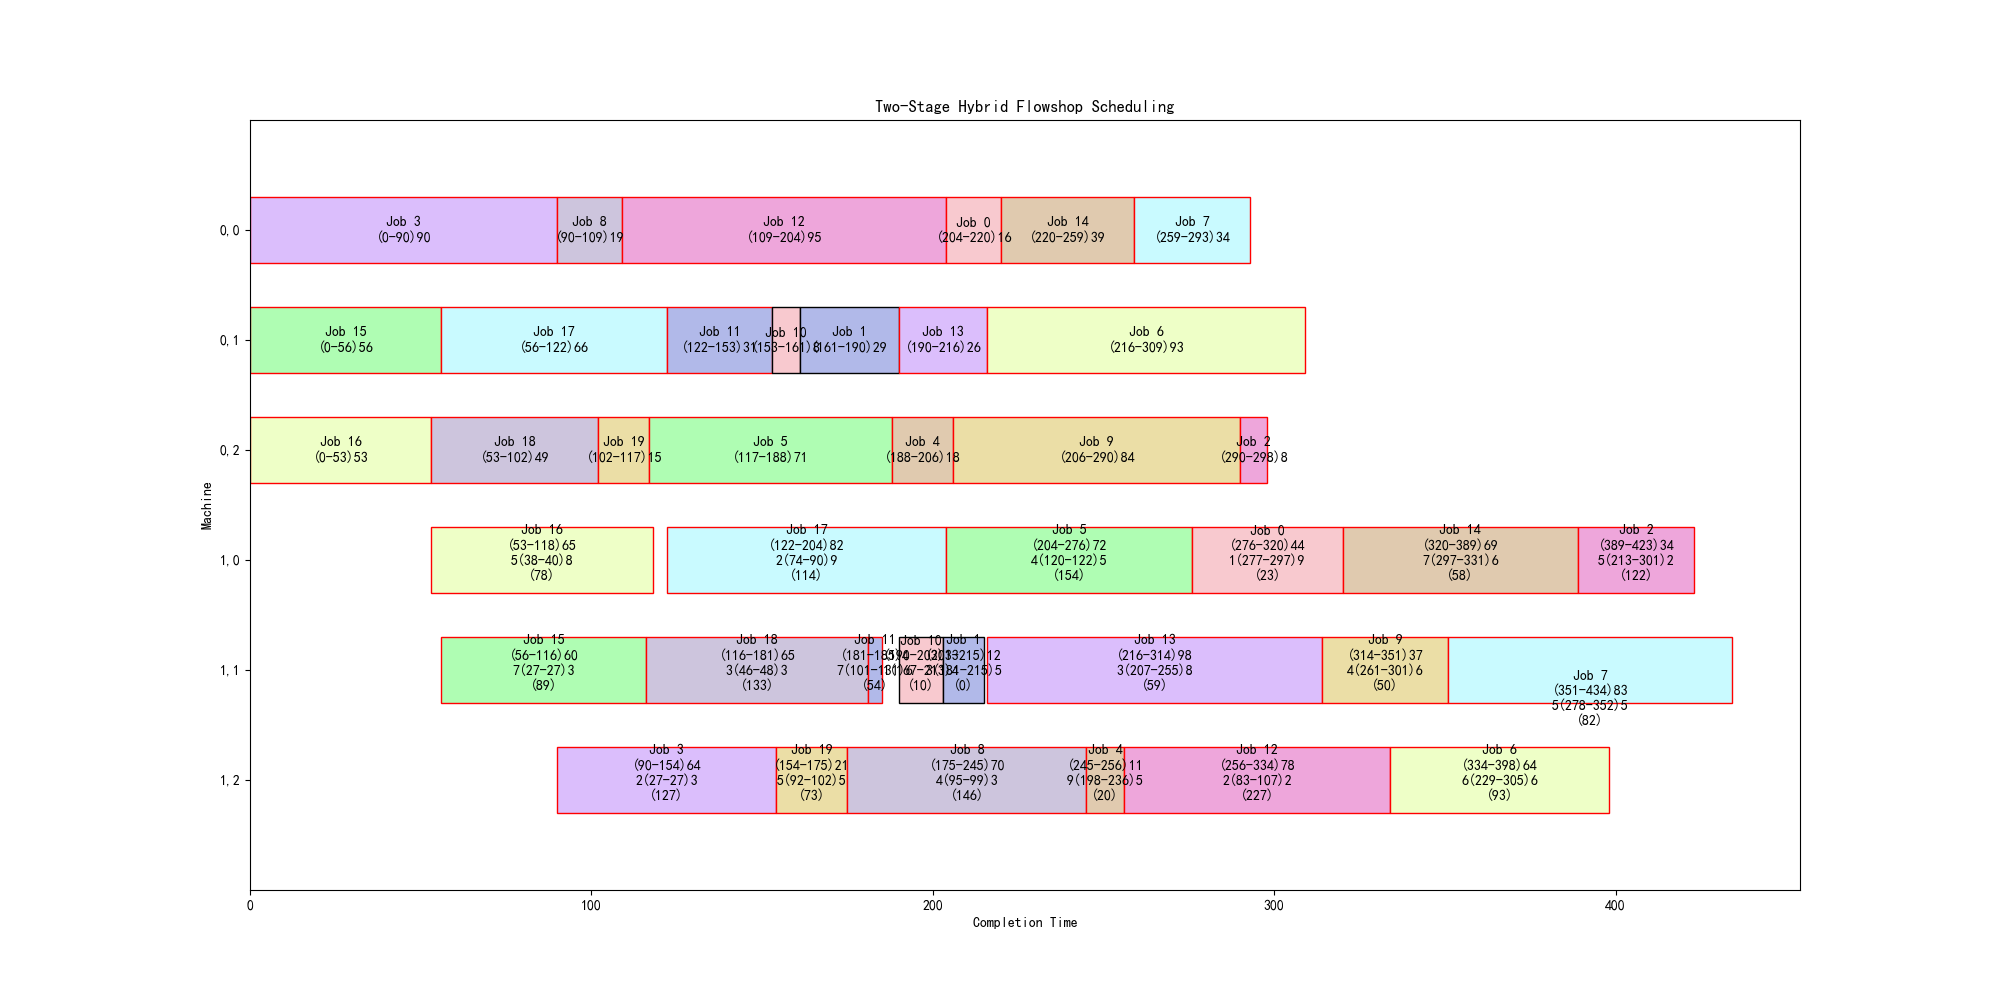 Two-Stage Hybrid Flowshop Scheduling
0,0
Job 3
(0-90)90
Job 8
(90-109)19
Job 12
(109-204)95
Job 0
(204-220)16
Job 14
(220-259)39
Job 7
(259-293)34
0,1
Job 15
(0-56)56
Job 17
(56-122)66
Job 11
(122-153)31
Job 10
(153-161)8
Job 1
(161-190)29
Job 13
(190-216)26
Job 6
(216-309)93
0,2
Job 16
(0-53)53
Job 18
(53-102)49
Job 19
(102-117)15
Job 5
(117-188)71
Job 4
(188-206)18
Job 9
(206-290)84
Job 2
(290-298)8
Machine
1,0
Job 16
(53-118)65
5(38-40)8
(78)
Job 17
(122-204)82
2(74-90)9
(114)
Job 5
(204-276)72
4(120-122)5
(154)
Job 0
(276-320)44
1(277-297)9
(23)
Job 14
(320-389)69
7(297-331)6
(58)
Job 2
(389-423)34
5(213-301)2
(122)
1,1
Job 15
(56-116)60
7(27-27)3
(89)
Job 18
(116-181)65
3(46-48)3
(133)
Job 11
(54)
Job 10
(10)
Job 1
(0)
Job 13
(216-314)98
3(207-255)8
(59)
Job 9
(314-351)37
4(261-301)6
(50)
Job 7
(351-434)83
5(278-352)5
(82)
1,2
Job 3
(90-154)64
2(27-27)3
(127)
Job 19
(154-175)21
5(92-102)5
(73)
Job 8
(175-245)70
4(95-99)3
(146)
Job 4
(245-256)11
9(198-236)5
(20)
Job 12
(256-334)78
2(83-107)2
(227)
Job 6
(334-398)64
6(229-305)6
(93)
0
100
200
300
400
Completion Time